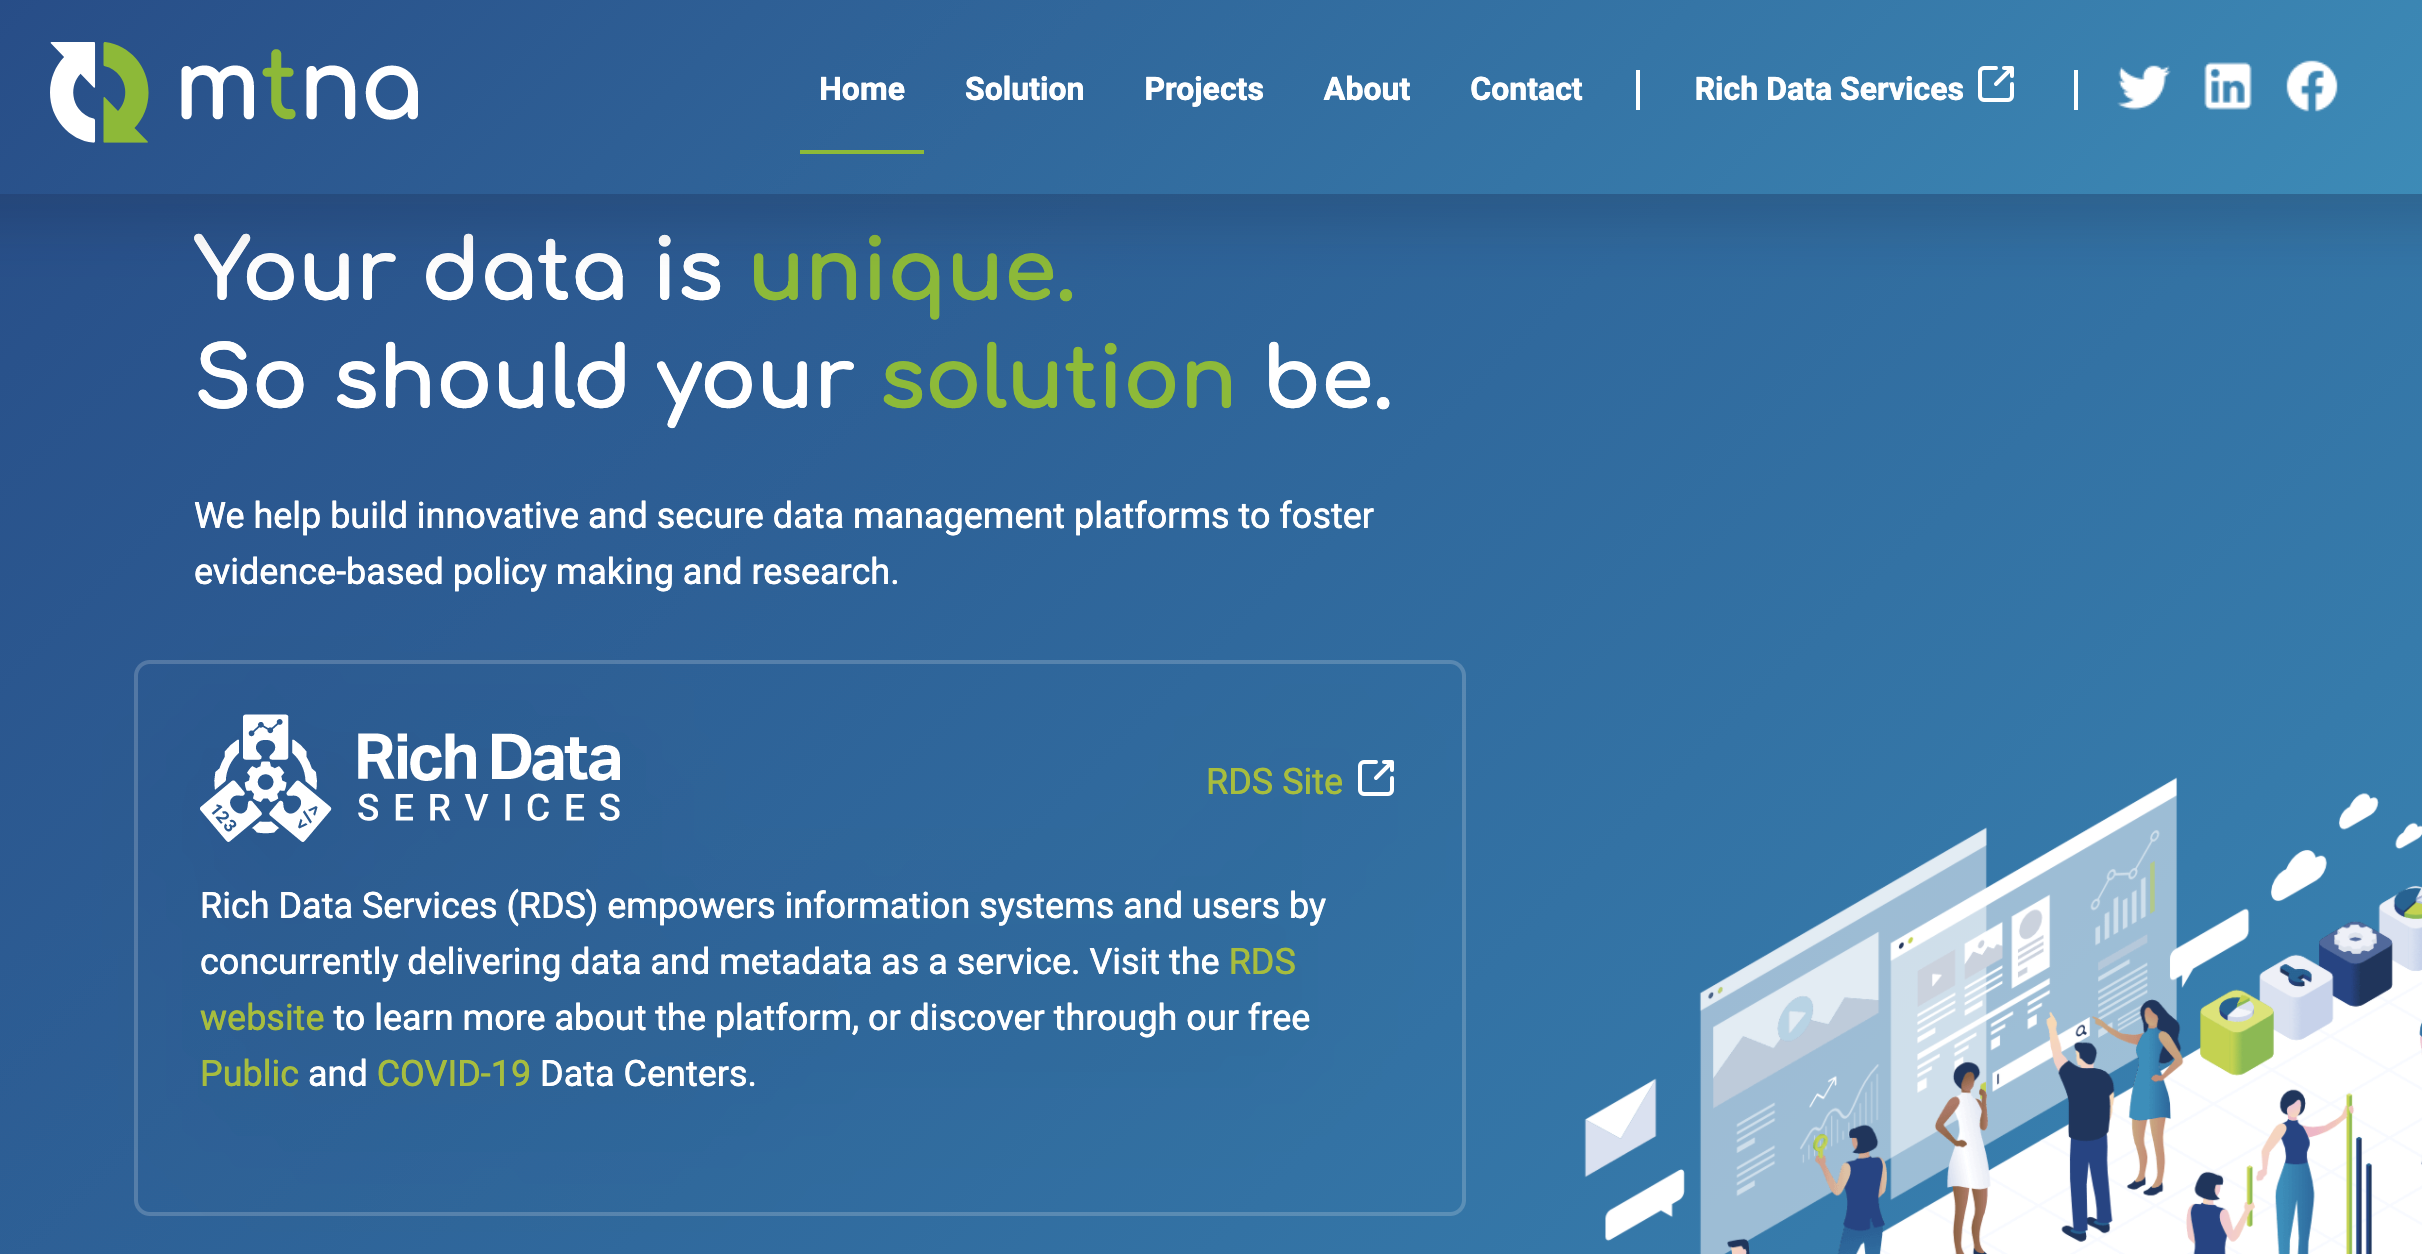 mtna
Home Solution Projects About Contact | Rich Data Services |
Your data is unique.
So should your solution be.
We help build innovative and secure data management platforms to foster
evidence-based policy making and research.
Rich Data
SERVICES
123
</>
RDS Site
Rich Data Services (RDS) empowers information systems and users by
concurrently delivering data and metadata as a service. Visit the RDS
website to learn more about the platform, or discover through our free
Public and COVID-19 Data Centers.
a